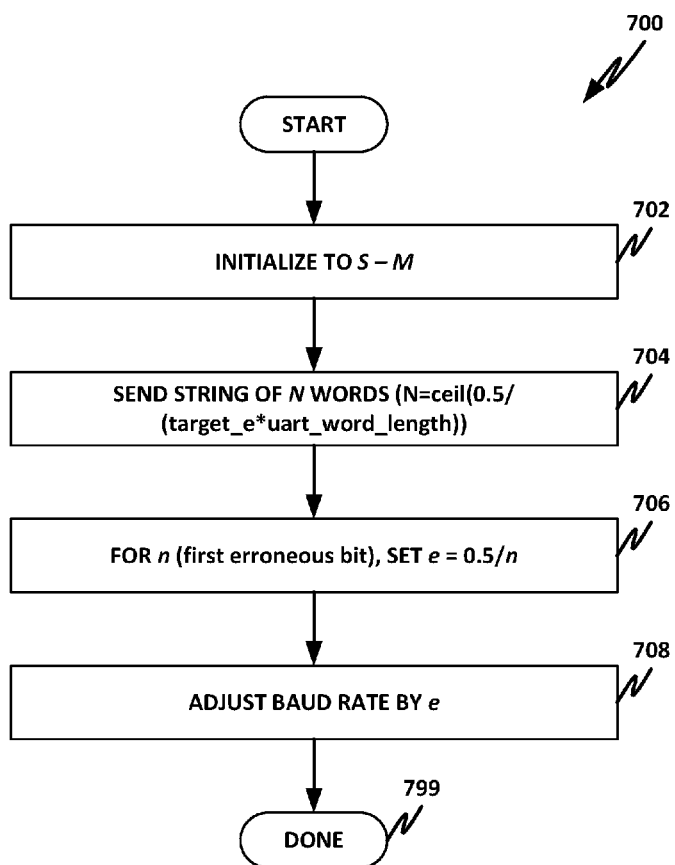 700
START
702
INITIALIZE TO S – M
704
SEND STRING OF N WORDS (N=ceil(0.5/
(target_e*uart_word_length))
706
FOR n (first erroneous bit), SET e = 0.5/n
708
ADJUST BAUD RATE BY e
799
DONE